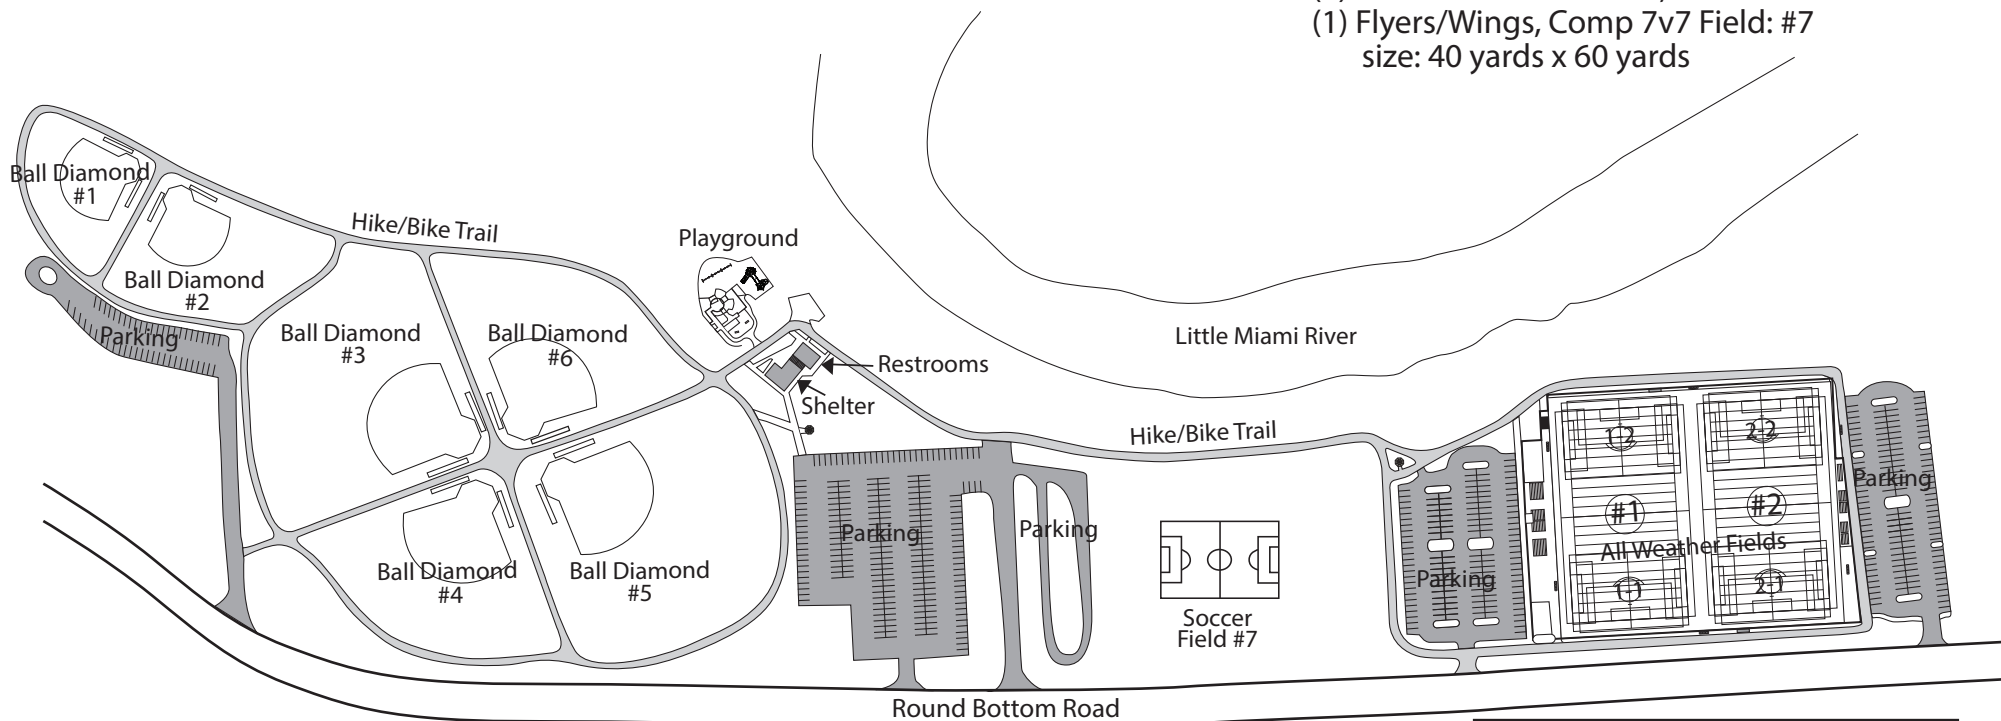 (1) Flyers/Wings, Comp 7v7 Field: #7
size: 40 yards x 60 yards
Ball Diamond
#1
Hike/Bike Trail
Playground
Ball Diamond
#2
Parking
Ball Diamond
#3
Ball Diamond
#6
Little Miami River
Restrooms
Shelter
Hike/Bike Trail
1-2
2-2
Parking
#1
#2
Parking
Parking
All Weather Fields
Ball Diamond
#4
Ball Diamond
#5
Parking
1-1
2-1
Soccer
Field #7
Round Bottom Road